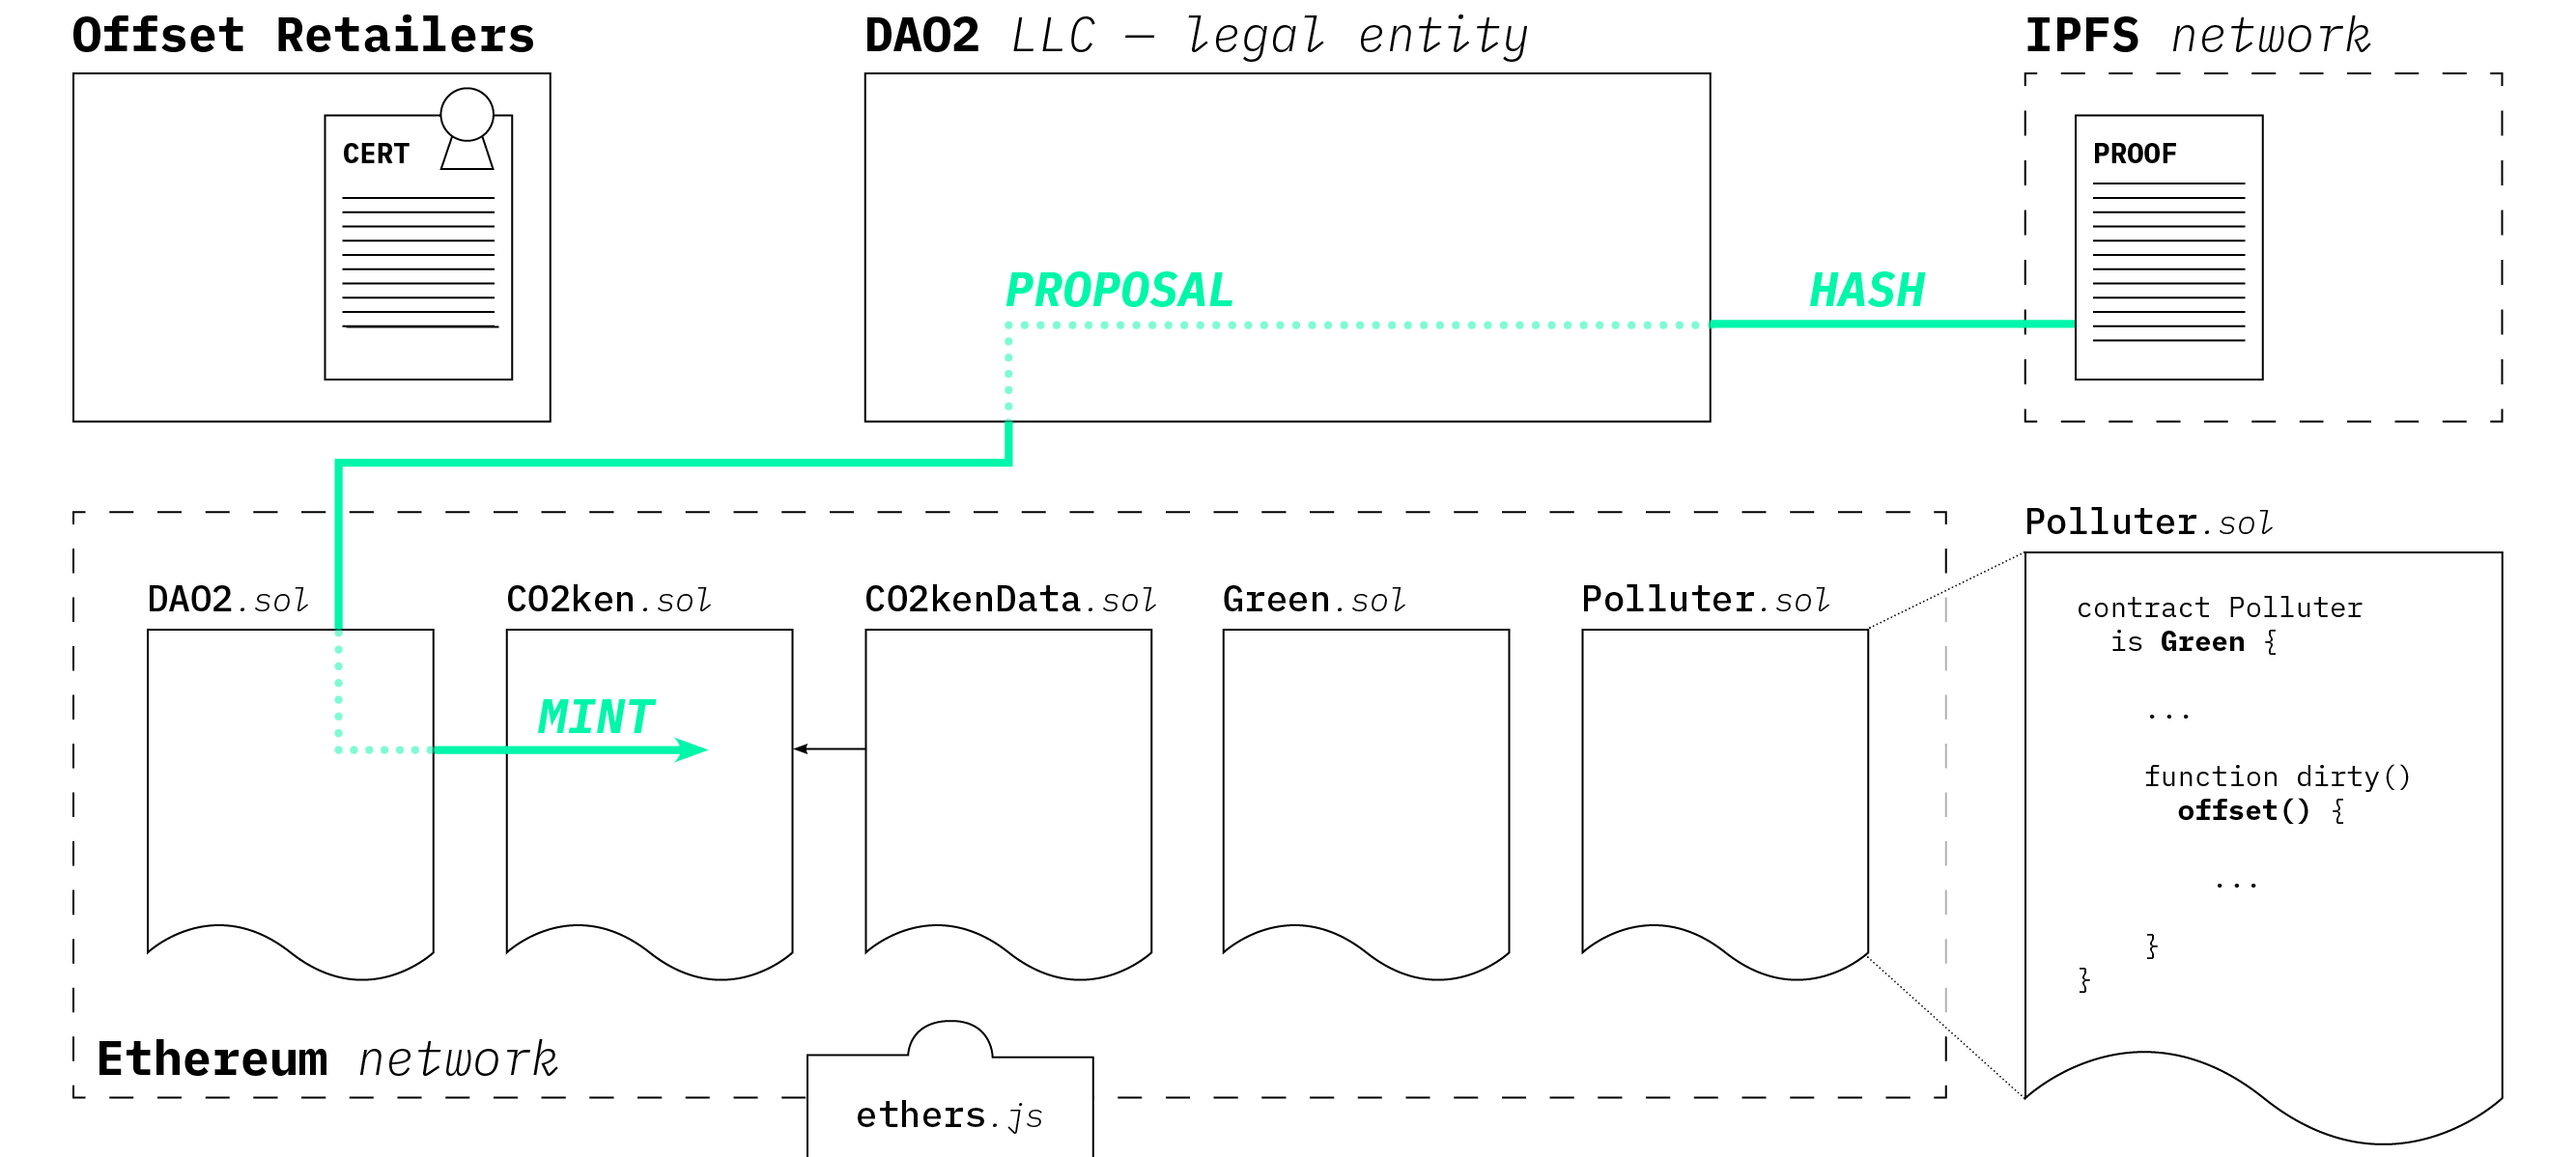 Offset Retailers
DAO2 LLC — legal entity
IPFS network
CERT
PROOF
PROPOSAL
HASH
DAO2.sol
CO2ken.sol
CO2kenData.sol
Green.sol
Polluter.sol
MINT
Ethereum network
ethers.js
Polluter.sol
contract Polluter
is Green {
...
function dirty()
offset() {
...
}
}